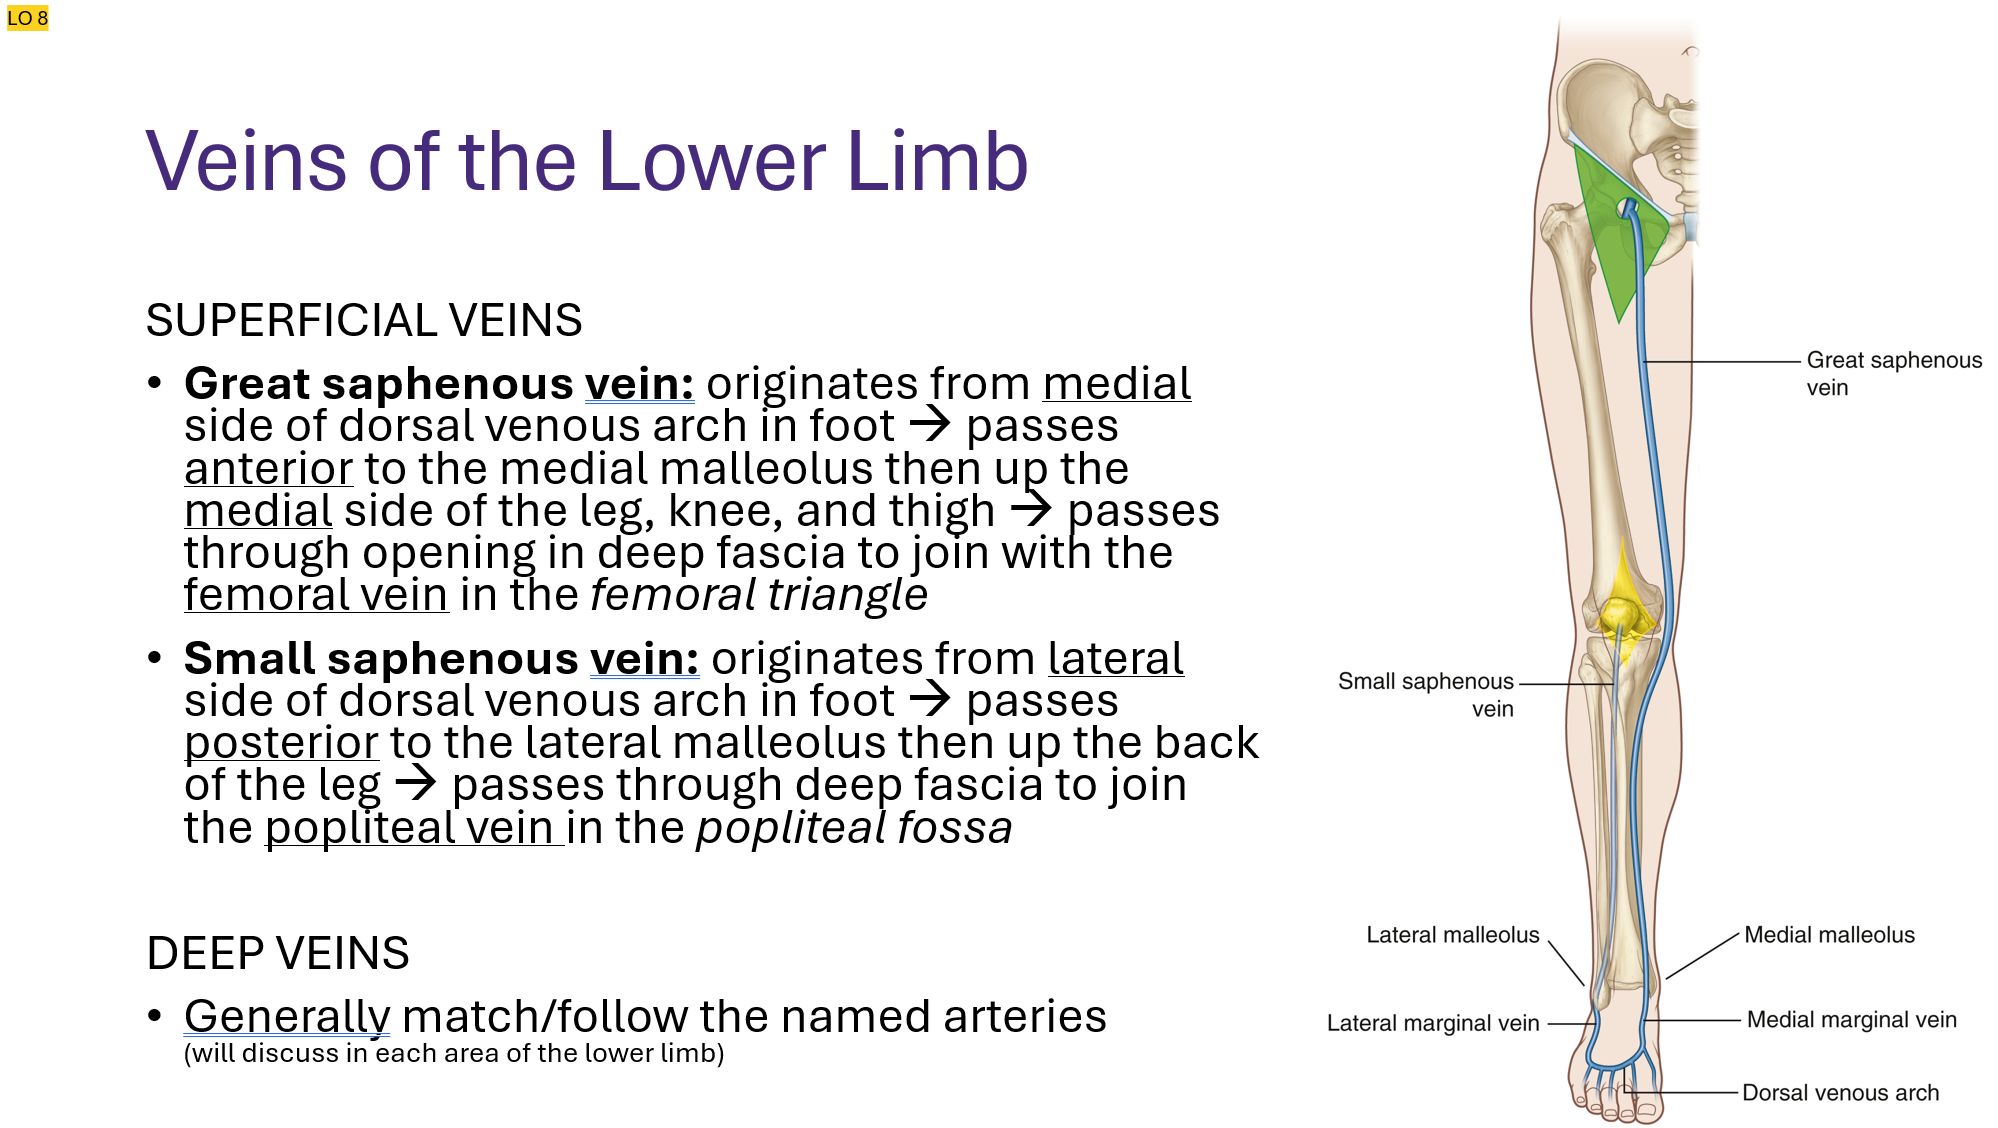 LO 8
Veins of the Lower Limb
SUPERFICIAL VEINS
• Great saphenous vein: originates from medial
side of dorsal venous arch in foot → passes
anterior to the medial malleolus then up the
medial side of the leg, knee, and thigh → passes
through opening in deep fascia to join with the
femoral vein in the femoral triangle
• Small saphenous vein: originates from lateral
side of dorsal venous arch in foot → passes
posterior to the lateral malleolus then up the back
of the leg → passes through deep fascia to join
the popliteal vein in the popliteal fossa
DEEP VEINS
• Generally match/follow the named arteries
(will discuss in each area of the lower limb)
Great saphenous
vein
Small saphenous
vein
Lateral malleolus
Medial malleolus
Lateral marginal vein
Medial marginal vein
Dorsal venous arch